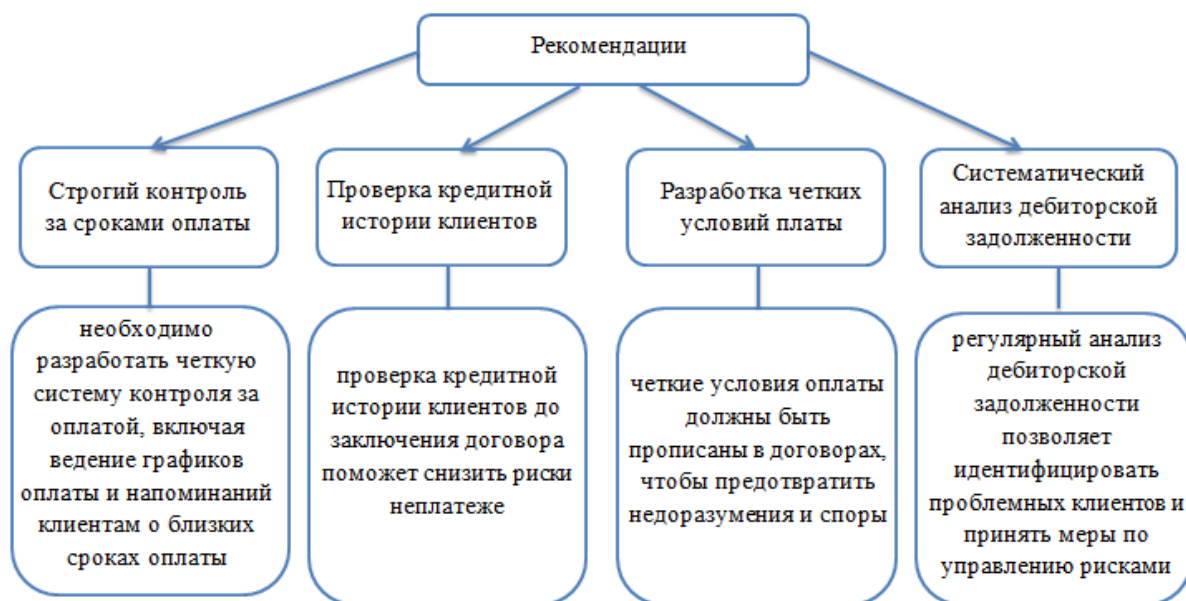 Рекомендации
Строгий контроль
за сроками оплаты
Проверка кредитной
истории клиентов
Разработка четких
условий платы
Систематический
анализ дебиторской
задолженности
необходимо
разработать четкую
систему контроля за
оплатой, включая
ведение графиков
оплаты и напоминаний
клиентам о близких
сроках оплаты
проверка кредитной
истории клиентов до
заключения договора
поможет снизить риски
неплатеже
четкие условия оплаты
должны быть
прописаны в договорах,
чтобы предотвратить
недоразумения и споры
регулярный анализ
дебиторской
задолженности
позволяет
идентифицировать
проблемных клиентов и
принять меры по
управлению рисками